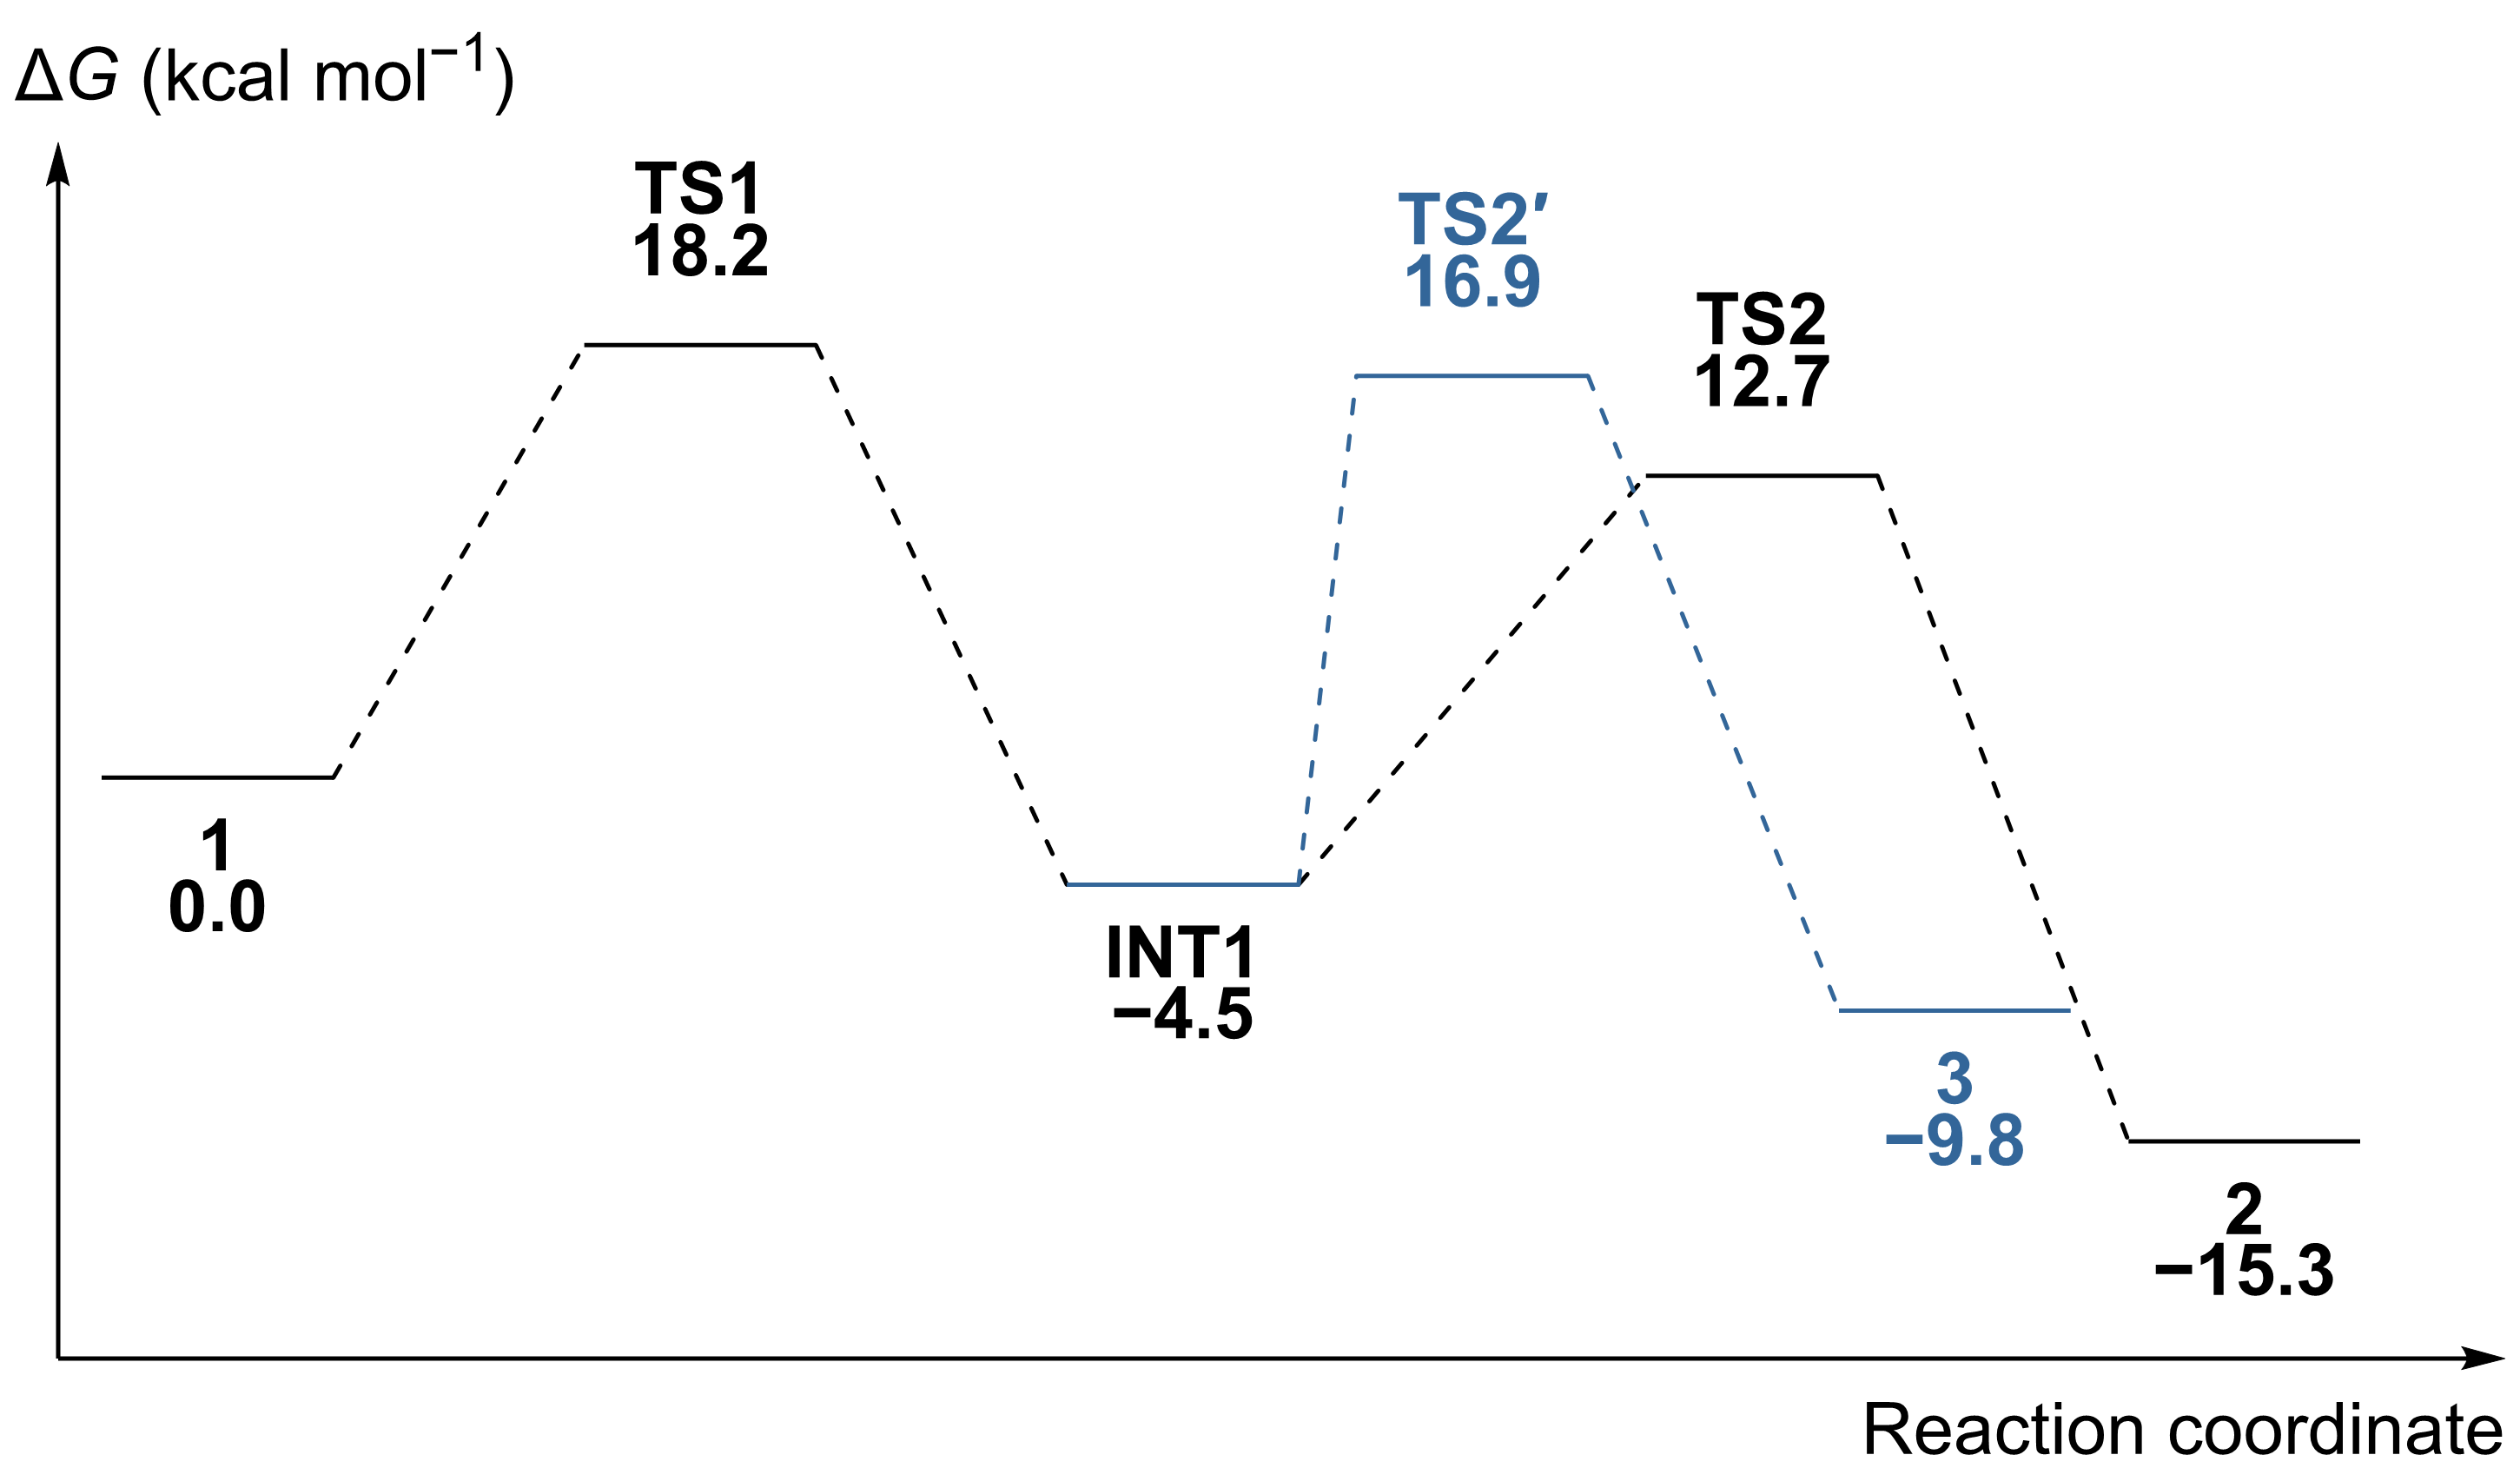 ΔG (kcal mol⁻¹)
TS1
18.2
TS2′
16.9
TS2
12.7
1
0.0
INT1
−4.5
3
−9.8
2
−15.3
Reaction coordinate